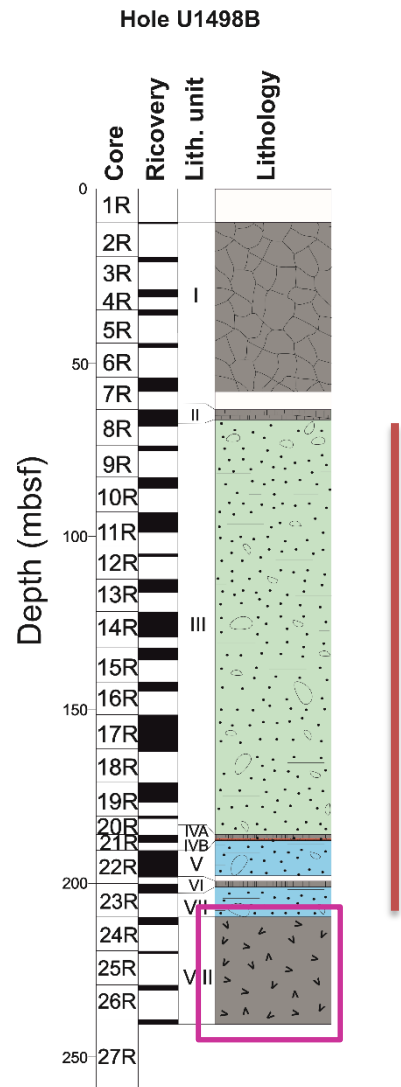 Hole U1498B
Core
Ricovery
Lith. unit
Lithology
Depth (mbsf)
0
50
100
150
200
250
1R
2R
3R
4R
5R
6R
7R
8R
9R
10R
11R
12R
13R
14R
15R
16R
17R
18R
19R
20R
21R
22R
23R
24R
25R
26R
27R
I
II
III
IVA
IVB
V
VI
VII
VIII